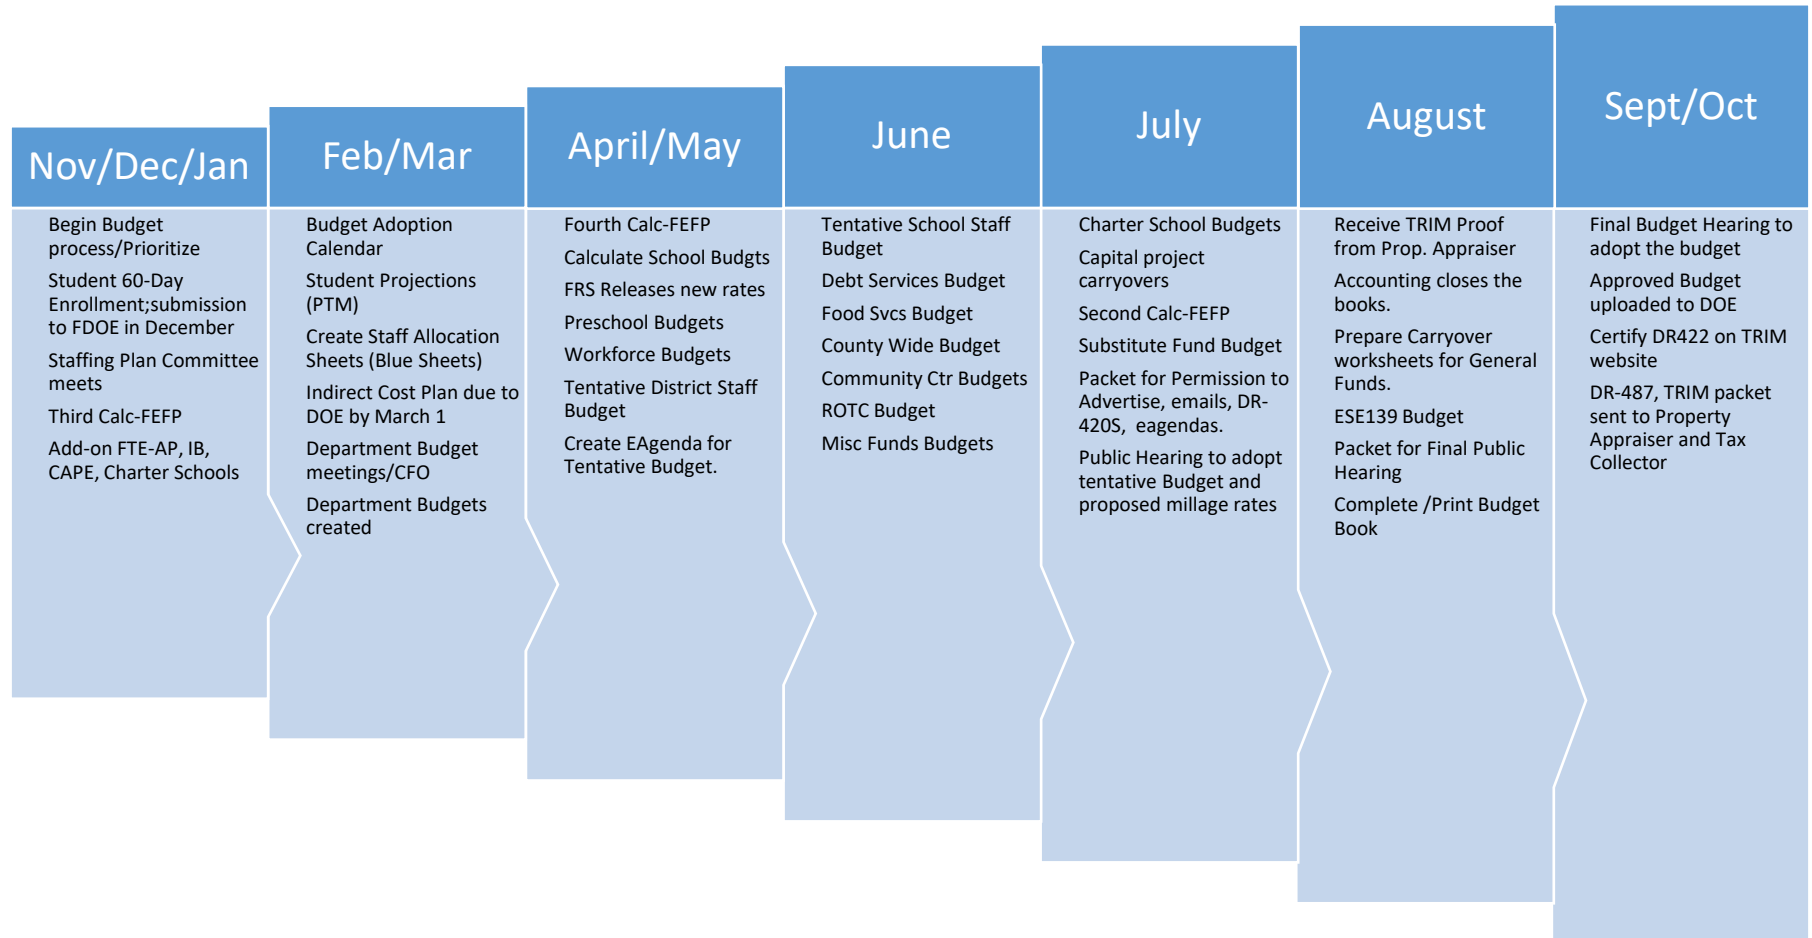 Nov/Dec/Jan
Begin Budget
process/Prioritize
Student 60-Day
Enrollment;submission
to FDOE in December
Staffing Plan Committee
meets
Third Calc-FEFP
Add-on FTE-AP, IB,
CAPE, Charter Schools
Feb/Mar
Budget Adoption
Calendar
Student Projections
(PTM)
Create Staff Allocation
Sheets (Blue Sheets)
Indirect Cost Plan due to
DOE by March 1
Department Budget
meetings/CFO
Department Budgets
created
April/May
Fourth Calc-FEFP
Calculate School Budgts
FRS Releases new rates
Preschool Budgets
Workforce Budgets
Tentative District Staff
Budget
Create EAgenda for
Tentative Budget.
June
Tentative School Staff
Budget
Debt Services Budget
Food Svcs Budget
County Wide Budget
Community Ctr Budgets
ROTC Budget
Misc Funds Budgets
July
Charter School Budgets
Capital project
carryovers
Second Calc-FEFP
Substitute Fund Budget
Packet for Permission to
Advertise, emails, DR-
420S, eagendas.
Public Hearing to adopt
tentative Budget and
proposed millage rates
August
Receive TRIM Proof
from Prop. Appraiser
Accounting closes the
books.
Prepare Carryover
worksheets for General
Funds.
ESE139 Budget
Packet for Final Public
Hearing
Complete /Print Budget
Book
Sept/Oct
Final Budget Hearing to
adopt the budget
Approved Budget
uploaded to DOE
Certify DR422 on TRIM
website
DR-487, TRIM packet
sent to Property
Appraiser and Tax
Collector